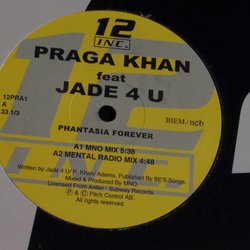 12
INC.
PRAGA KHAN
feat
JADE 4 U
12PRA1
A
33 1/3
BIEM / ncb
PHANTASIA FOREVER
A1 MNO MIX 5:38
A2 MENTAL RADIO MIX 4:48
Written by Jade 4 U/ P. Khan/ Adams. Published By BE'S Songs.
Mixed & Produced By MNO.
Licensed From Antler - Subway Records.
℗ & © Pitch Control AB.
All Rights Reserved.